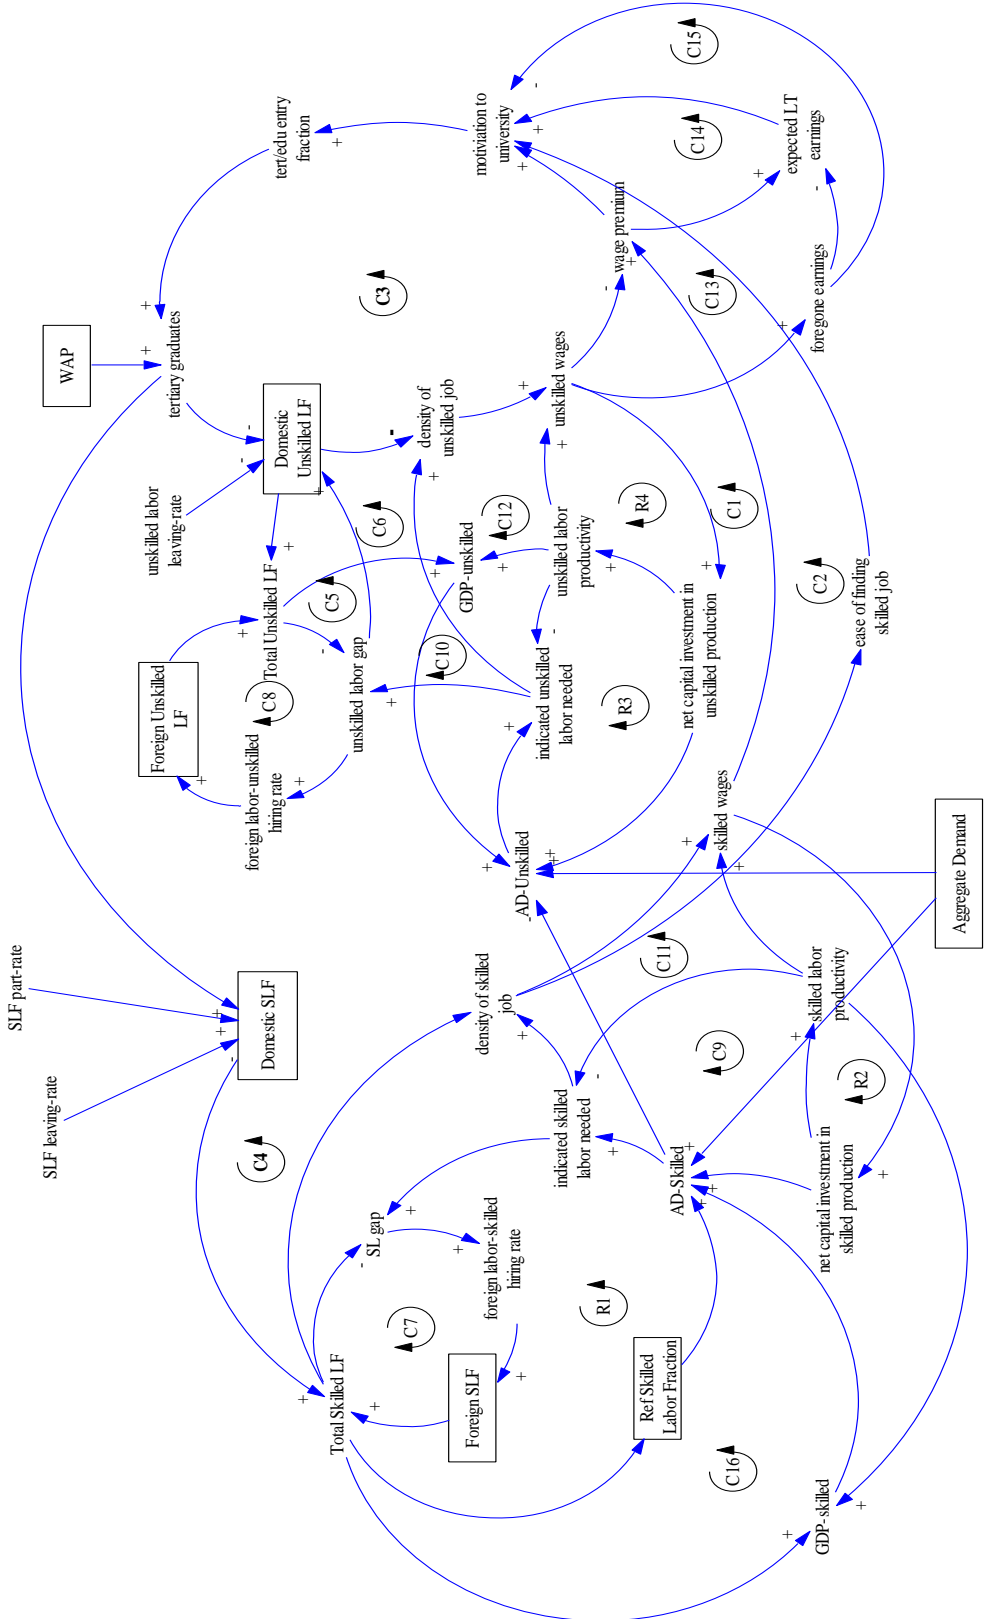 SLF part-rate
SLF leaving-rate
WAP
tert/edu entry
fraction
tertiary graduates
motiviation to
university
C15
C14
expected LT
earnings
wage premium
foregone earnings
C13
C3
unskilled labor
leaving-rate
Domestic
Unskilled LF
density of
unskilled job
unskilled wages
C6
C12
R4
C1
C2
Foreign Unskilled
LF
Total Unskilled LF
C5
C8
unskilled labor gap
foreign labor-unskilled
hiring rate
GDP-unskilled
C10
unskilled labor
productivity
indicated unskilled
labor needed
R3
net capital investment in
unskilled production
ease of finding
skilled job
AD-Unskilled
skilled wages
Aggregate Demand
Domestic SLF
C4
density of skilled
job
C11
C9
skilled labor
productivity
R2
indicated skilled
labor needed
AD-Skilled
net capital investment in
skilled production
SL gap
foreign labor-skilled
hiring rate
C7
R1
Total Skilled LF
Foreign SLF
Ref Skilled
Labor Fraction
C16
GDP-skilled